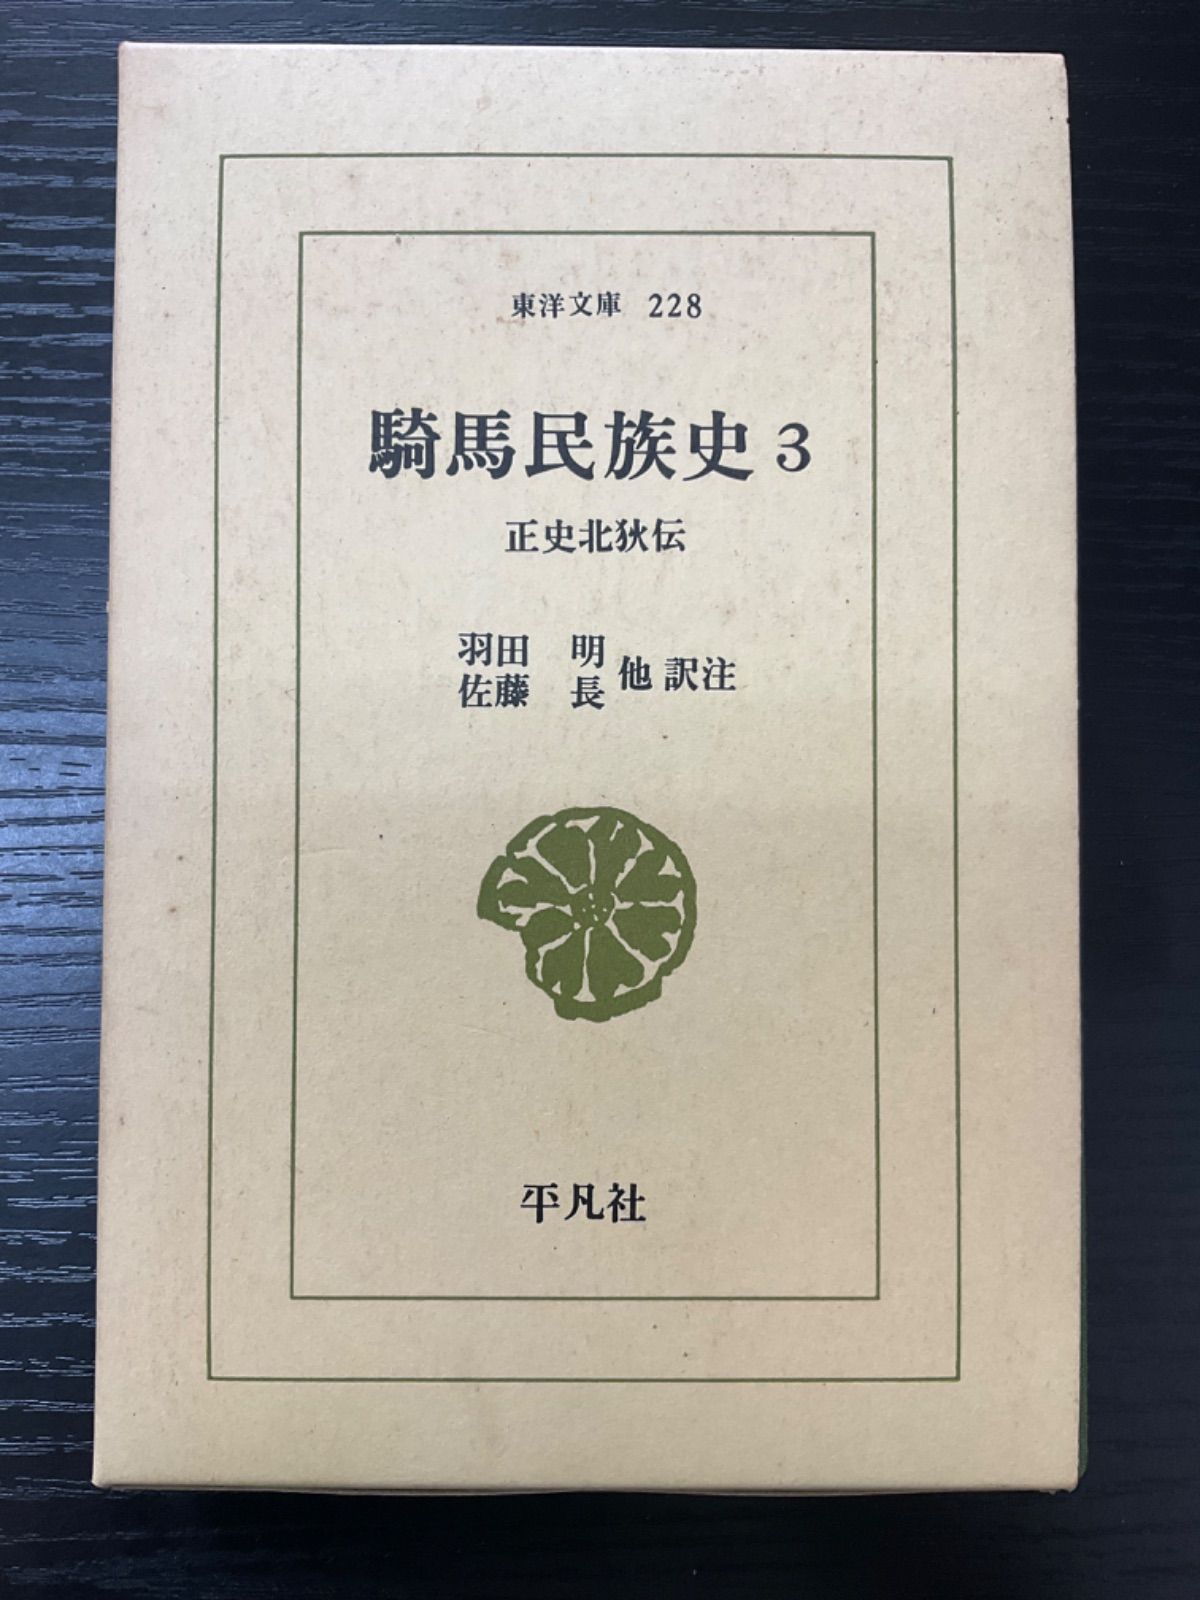 東洋文庫 228
騎馬民族史 3
正史北狄伝
羽田 明
佐藤 長
他 訳注
平凡社